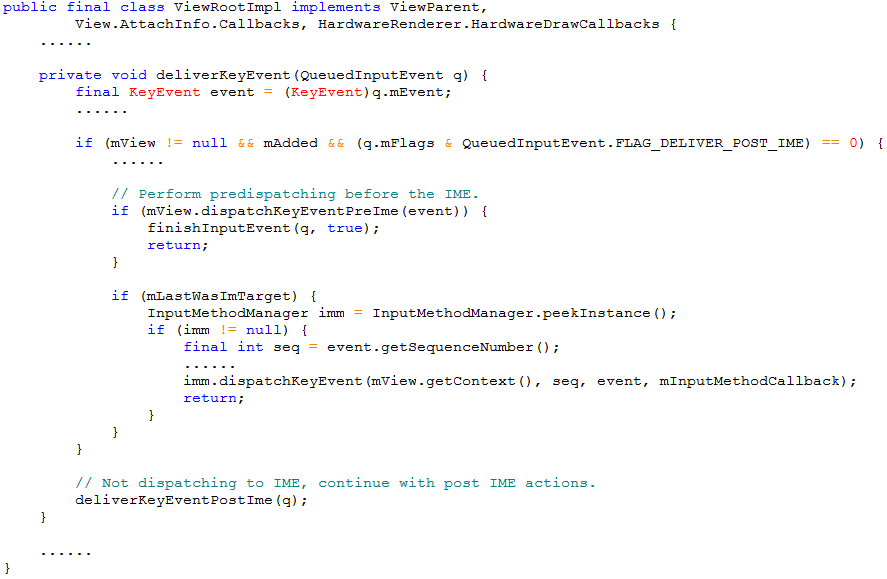 public final class ViewRootImpl implements ViewParent,
        View.AttachInfo.Callbacks, HardwareRenderer.HardwareDrawCallbacks {
    ......

    private void deliverKeyEvent(QueuedInputEvent q) {
        final KeyEvent event = (KeyEvent)q.mEvent;
        ......

        if (mView != null && mAdded && (q.mFlags & QueuedInputEvent.FLAG_DELIVER_POST_IME) == 0) {
            ......

            // Perform predispatching before the IME.
            if (mView.dispatchKeyEventPreIme(event)) {
                finishInputEvent(q, true);
                return;
            }

            if (mLastWasImTarget) {
                InputMethodManager imm = InputMethodManager.peekInstance();
                if (imm != null) {
                    final int seq = event.getSequenceNumber();
                    ......
                    imm.dispatchKeyEvent(mView.getContext(), seq, event, mInputMethodCallback);
                    return;
                }
            }
        }

        // Not dispatching to IME, continue with post IME actions.
        deliverKeyEventPostIme(q);
    }

    ......
}